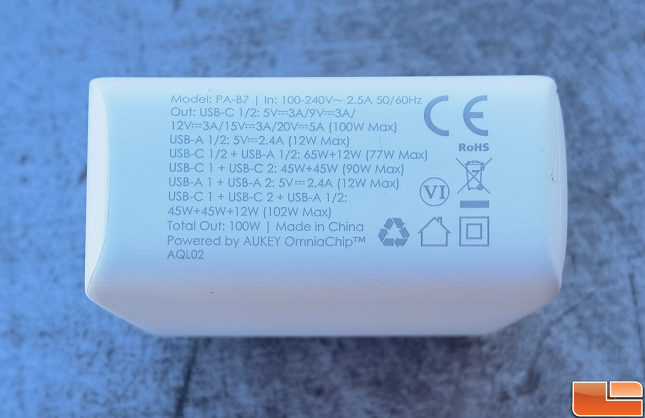 Model: PA-B7 | In: 100-240V~ 2.5A 50/60Hz
Out: USB-C 1/2: 5V⎓3A/9V⎓3A/
12V⎓3A/15V⎓3A/20V⎓5A (100W Max)
USB-A 1/2: 5V⎓2.4A (12W Max)
USB-C 1/2 + USB-A 1/2: 65W+12W (77W Max)
USB-C 1 + USB-C 2: 45W+45W (90W Max)
USB-A 1 + USB-A 2: 5V⎓2.4A (12W Max)
USB-C 1 + USB-C 2 + USB-A 1/2:
45W+45W+12W (102W Max)
Total Out: 100W | Made in China
Powered by AUKEY OmniaChip™
AQL02
CE
RoHS
VI